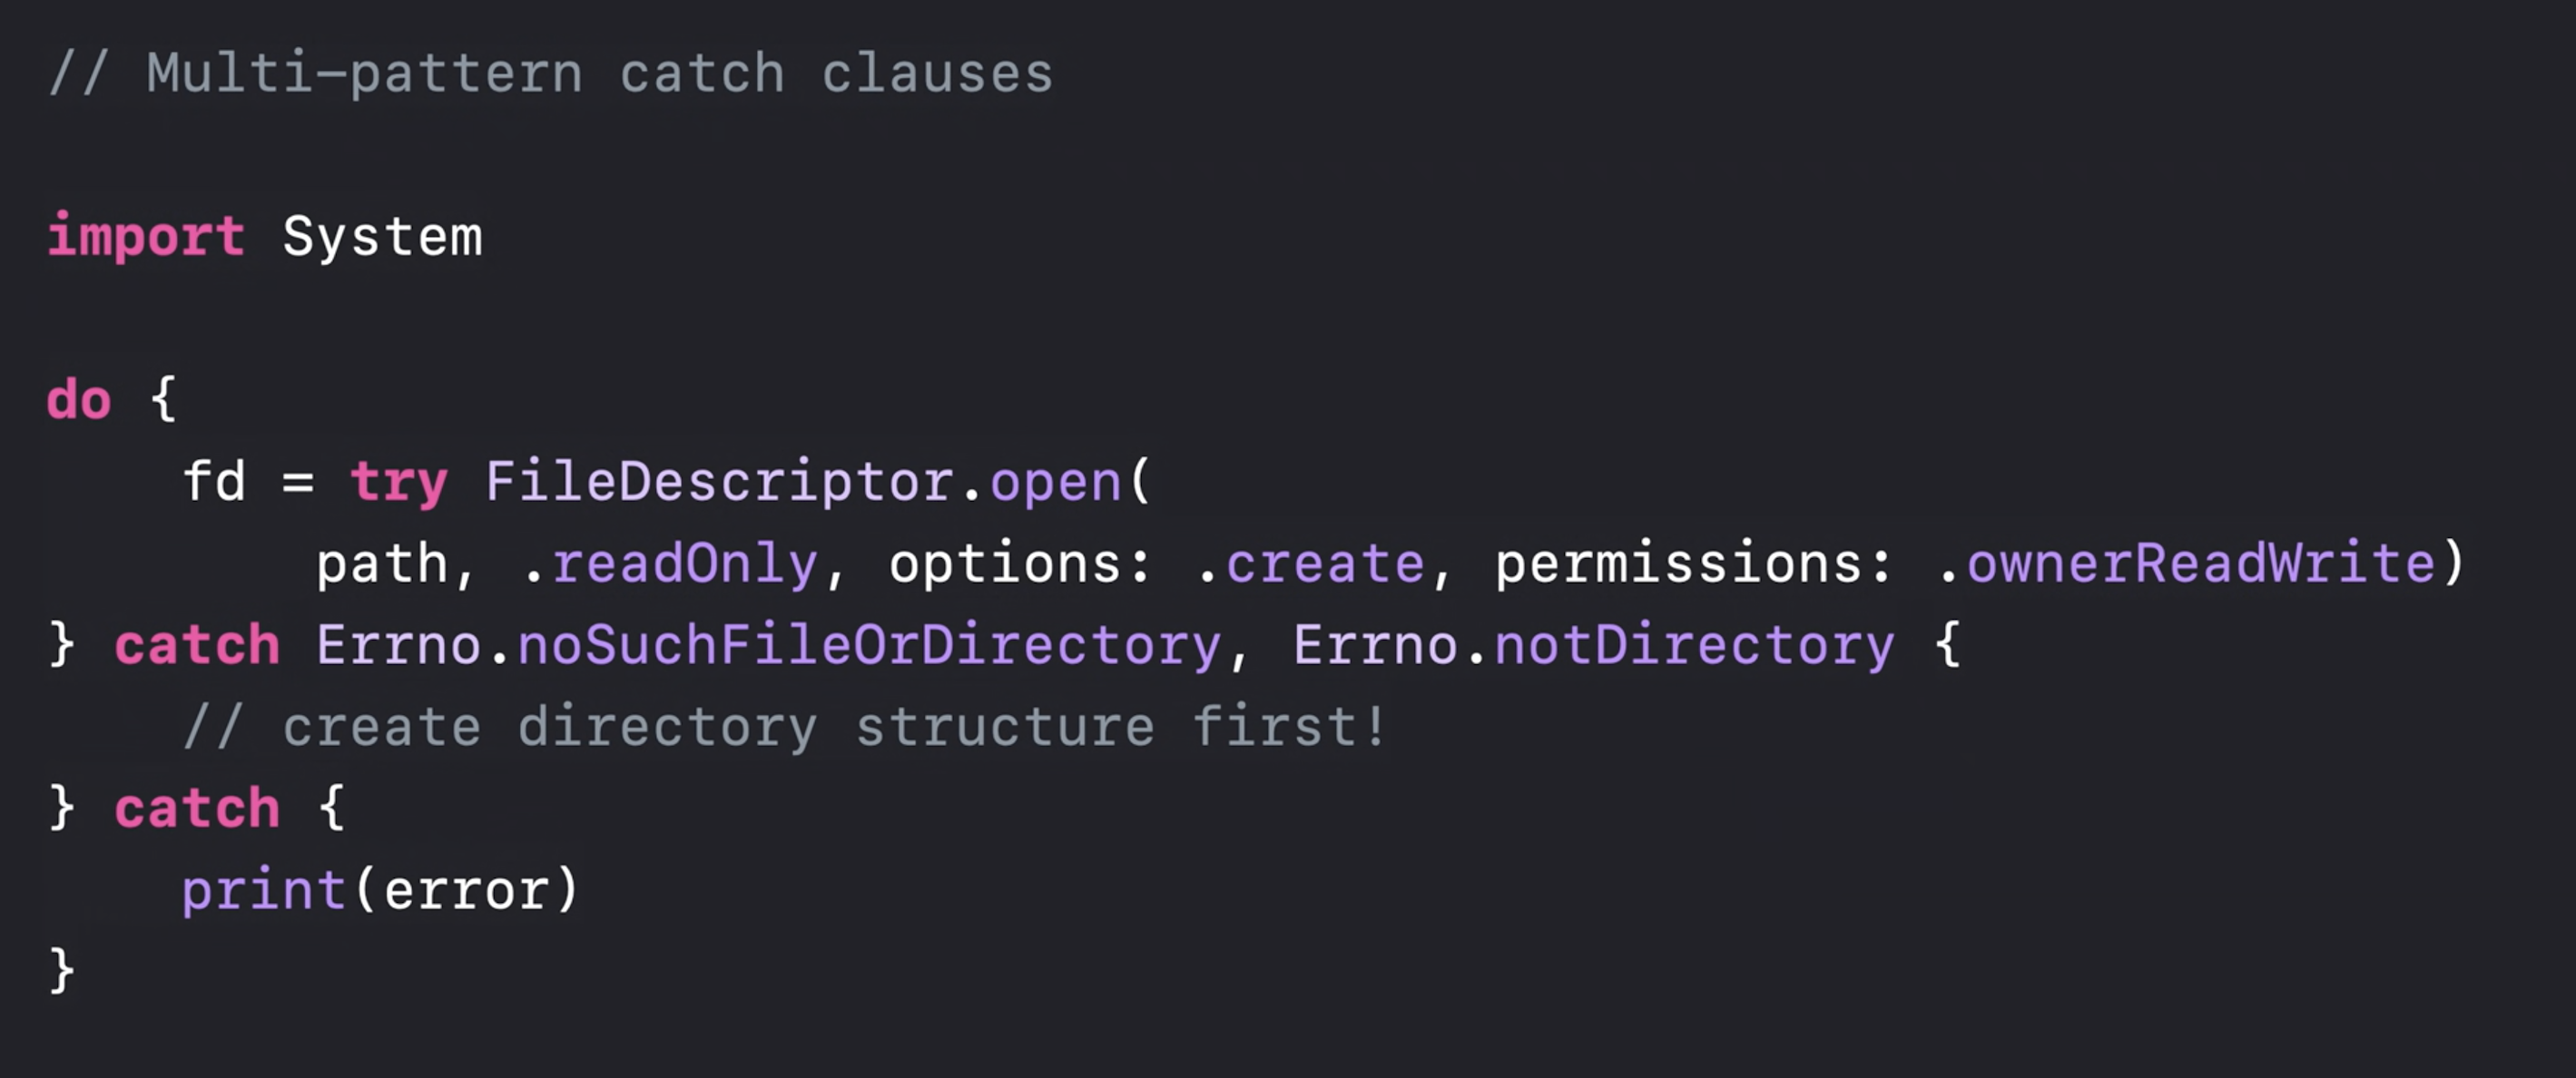 // Multi-pattern catch clauses
import System
do {
    fd = try FileDescriptor.open(
        path, .readOnly, options: .create, permissions: .ownerReadWrite)
} catch Errno.noSuchFileOrDirectory, Errno.notDirectory {
    // create directory structure first!
} catch {
    print(error)
}